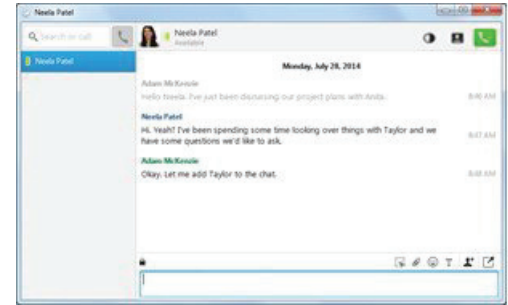 Neela Patel
Search or call
Neela Patel
Available
Neela Patel
Monday, July 28, 2014
Adam McKenzie
Hello Neela. I've just been discussing our project plans with Anita.
8:46 AM
Neela Patel
Hi. Yeah? I've been spending some time looking over things with Taylor and we
have some questions we'd like to ask.
8:47 AM
Adam McKenzie
Okay. Let me add Taylor to the chat.
8:48 AM